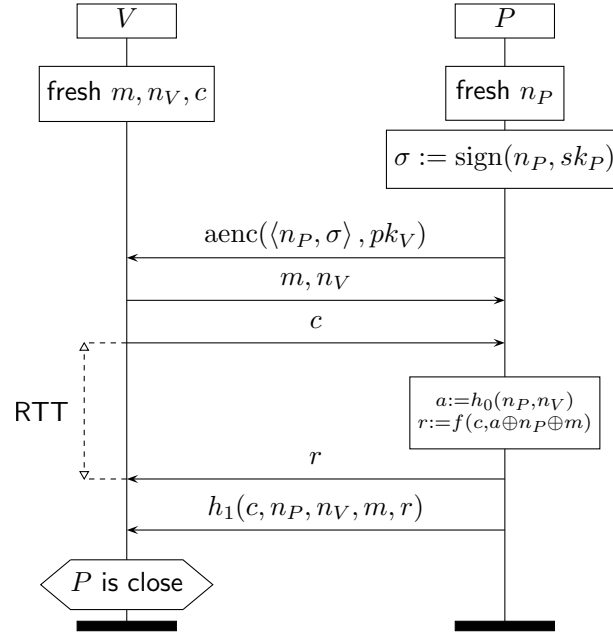 V P
fresh m, n_V, c fresh n_P
σ := sign(n_P, sk_P)
aenc(⟨n_P, σ⟩, pk_V)
m, n_V
c
a:=h_0(n_P,n_V)
r:=f(c,a⊕n_P⊕m)
RTT
r
h_1(c, n_P, n_V, m, r)
P is close